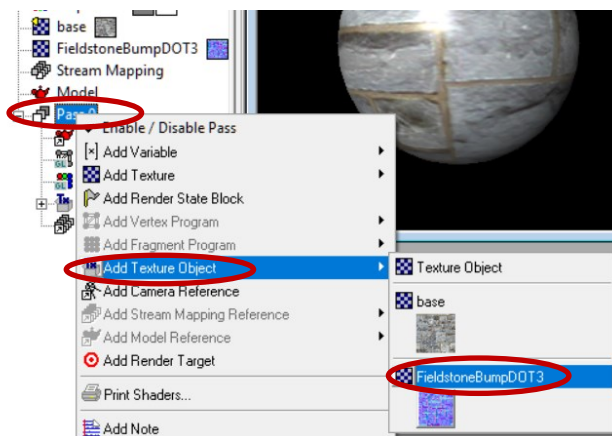 base
FieldstoneBumpDOT3
Stream Mapping
Model
Pass 0
Enable / Disable Pass
Add Variable
Add Texture
Add Render State Block
Add Vertex Program
Add Fragment Program
Add Texture Object
Add Camera Reference
Add Stream Mapping Reference
Add Model Reference
Add Render Target
Print Shaders...
Add Note
Texture Object
base
FieldstoneBumpDOT3